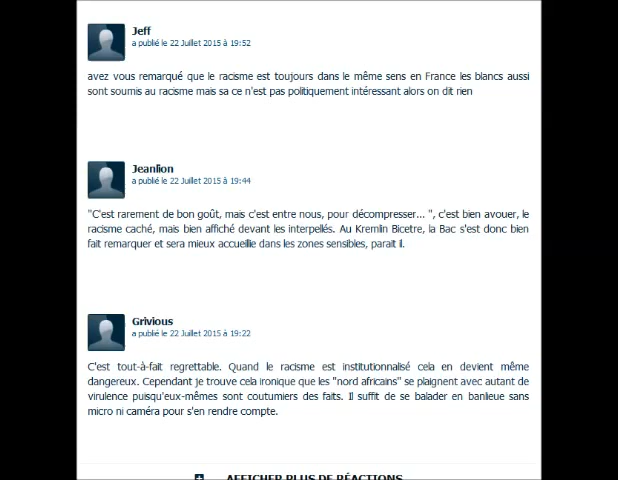 Jeff
a publié le 22 Juillet 2015 à 19:52
avez vous remarqué que le racisme est toujours dans le même sens en France les blancs aussi
sont soumis au racisme mais sa ce n'est pas politiquement intéressant alors on dit rien
Jeanlion
a publié le 22 Juillet 2015 à 19:44
"C'est rarement de bon goût, mais c'est entre nous, pour décompresser... ", c'est bien avouer, le
racisme caché, mais bien affiché devant les interpellés. Au Kremlin Bicetre, la Bac s'est donc bien
fait remarquer et sera mieux accueillie dans les zones sensibles, parait il.
Grivious
a publié le 22 Juillet 2015 à 19:22
C'est tout-à-fait regrettable. Quand le racisme est institutionnalisé cela en devient même
dangereux. Cependant je trouve cela ironique que les "nord africains" se plaignent avec autant de
virulence puisqu'eux-mêmes sont coutumiers des faits. Il suffit de se balader en banlieue sans
micro ni caméra pour s'en rendre compte.
AFFICHER PLUS DE RÉACTIONS